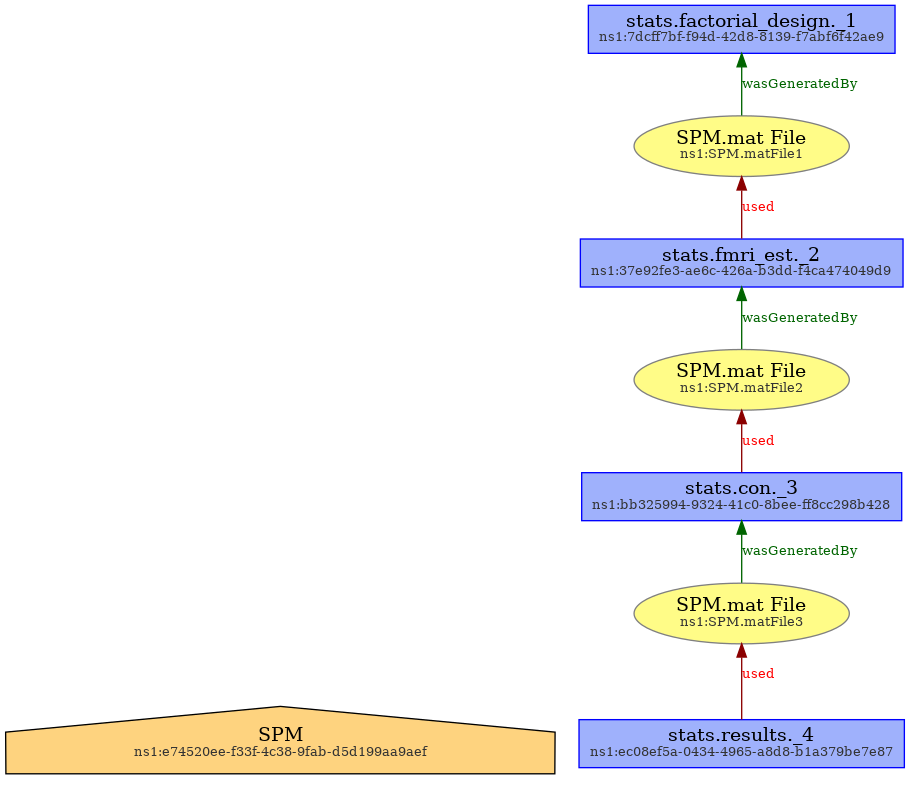 stats.factorial_design._1
ns1:7dcff7bf-f94d-42d8-8139-f7abf6f42ae9
wasGeneratedBy
SPM.mat File
ns1:SPM.matFile1
used
stats.fmri_est._2
ns1:37e92fe3-ae6c-426a-b3dd-f4ca474049d9
wasGeneratedBy
SPM.mat File
ns1:SPM.matFile2
used
stats.con._3
ns1:bb325994-9324-41c0-8bee-ff8cc298b428
wasGeneratedBy
SPM.mat File
ns1:SPM.matFile3
used
SPM
ns1:e74520ee-f33f-4c38-9fab-d5d199aa9aef
stats.results._4
ns1:ec08ef5a-0434-4965-a8d8-b1a379be7e87